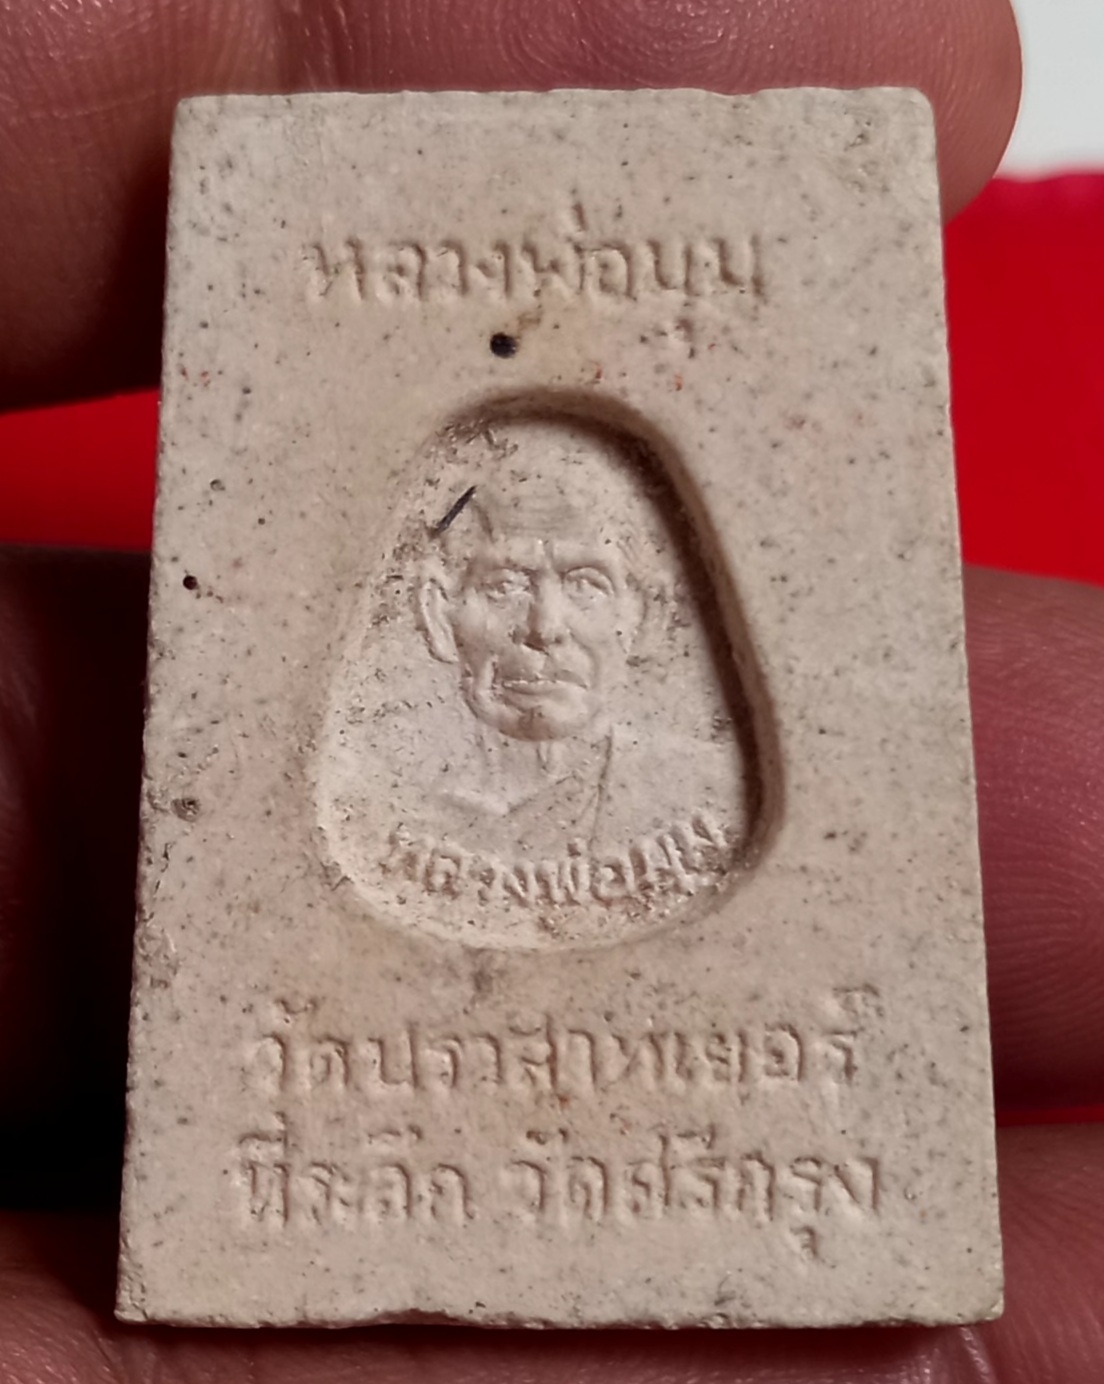 หลวงพ่อมุม
หลวงพ่อมุม
วัดปราสาทเยอร์
ที่ระลึก วัดศรีกรุง